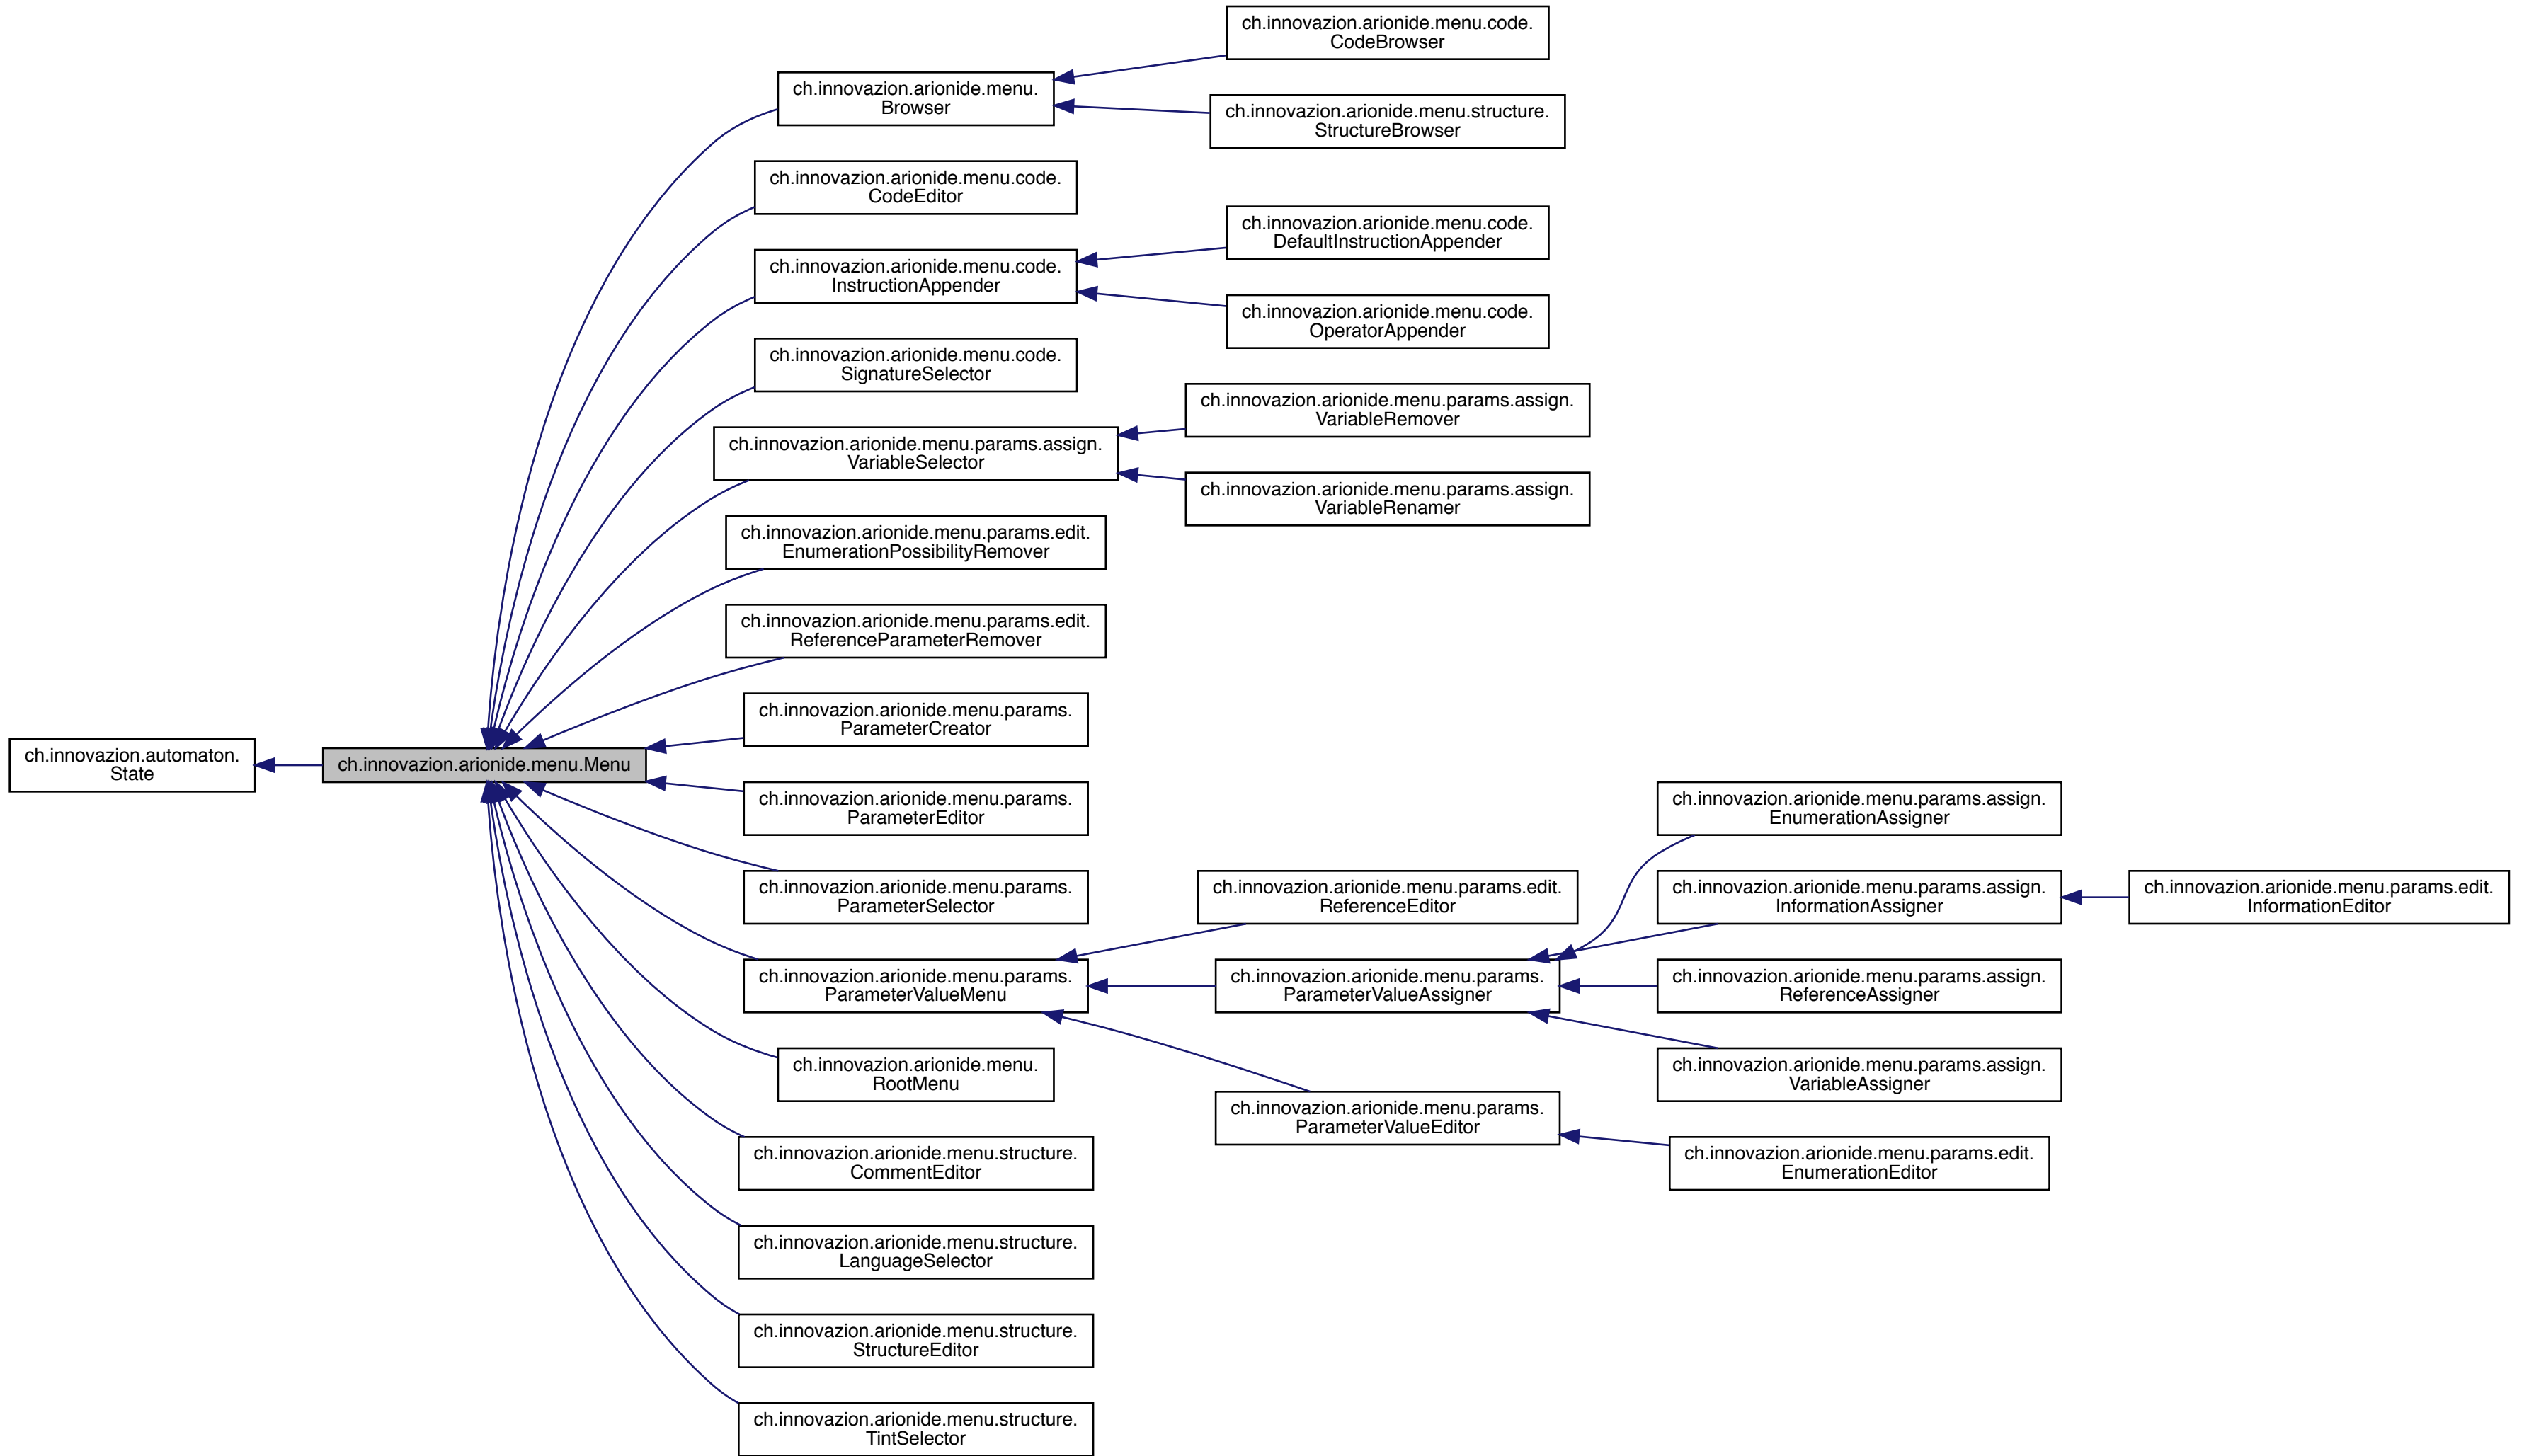 ch.innovazion.automaton.
State
ch.innovazion.arionide.menu.Menu
ch.innovazion.arionide.menu.
Browser
ch.innovazion.arionide.menu.code.
CodeEditor
ch.innovazion.arionide.menu.code.
InstructionAppender
ch.innovazion.arionide.menu.code.
SignatureSelector
ch.innovazion.arionide.menu.params.assign.
VariableSelector
ch.innovazion.arionide.menu.params.edit.
EnumerationPossibilityRemover
ch.innovazion.arionide.menu.params.edit.
ReferenceParameterRemover
ch.innovazion.arionide.menu.params.
ParameterCreator
ch.innovazion.arionide.menu.params.
ParameterEditor
ch.innovazion.arionide.menu.params.
ParameterSelector
ch.innovazion.arionide.menu.params.
ParameterValueMenu
ch.innovazion.arionide.menu.
RootMenu
ch.innovazion.arionide.menu.structure.
CommentEditor
ch.innovazion.arionide.menu.structure.
LanguageSelector
ch.innovazion.arionide.menu.structure.
StructureEditor
ch.innovazion.arionide.menu.structure.
TintSelector
ch.innovazion.arionide.menu.code.
CodeBrowser
ch.innovazion.arionide.menu.structure.
StructureBrowser
ch.innovazion.arionide.menu.code.
DefaultInstructionAppender
ch.innovazion.arionide.menu.code.
OperatorAppender
ch.innovazion.arionide.menu.params.assign.
VariableRemover
ch.innovazion.arionide.menu.params.assign.
VariableRenamer
ch.innovazion.arionide.menu.params.edit.
ReferenceEditor
ch.innovazion.arionide.menu.params.
ParameterValueAssigner
ch.innovazion.arionide.menu.params.
ParameterValueEditor
ch.innovazion.arionide.menu.params.assign.
EnumerationAssigner
ch.innovazion.arionide.menu.params.assign.
InformationAssigner
ch.innovazion.arionide.menu.params.assign.
ReferenceAssigner
ch.innovazion.arionide.menu.params.assign.
VariableAssigner
ch.innovazion.arionide.menu.params.edit.
EnumerationEditor
ch.innovazion.arionide.menu.params.edit.
InformationEditor